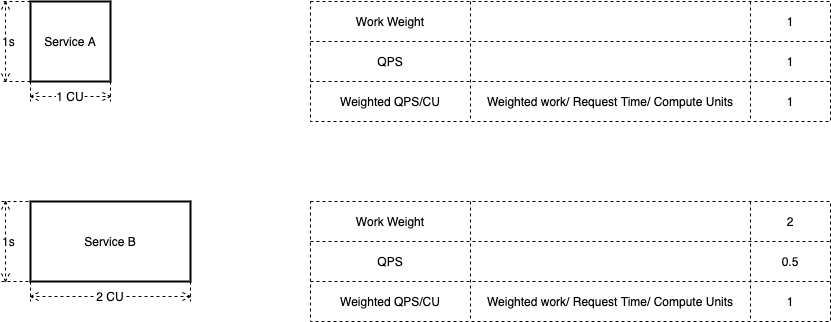 1s
Service A
1 CU
Work Weight 1
QPS 1
Weighted QPS/CU Weighted work/ Request Time/ Compute Units 1
1s
Service B
2 CU
Work Weight 2
QPS 0.5
Weighted QPS/CU Weighted work/ Request Time/ Compute Units 1